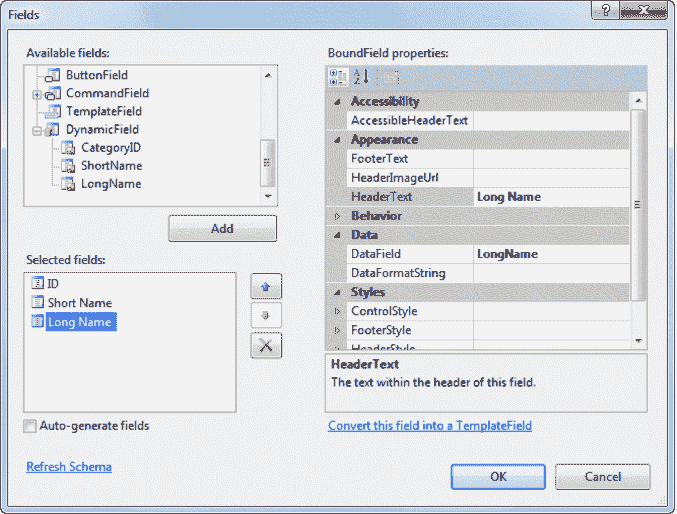 Fields
Available fields:
ButtonField
CommandField
TemplateField
DynamicField
CategoryID
ShortName
LongName
Add
Selected fields:
ID
Short Name
Long Name
Auto-generate fields
Refresh Schema
BoundField properties:
Accessibility
AccessibleHeaderText
Appearance
FooterText
HeaderImageUrl
HeaderText Long Name
Behavior
Data
DataField LongName
DataFormatString
Styles
ControlStyle
FooterStyle
HeaderStyle
HeaderText
The text within the header of this field.
Convert this field into a TemplateField
OK Cancel